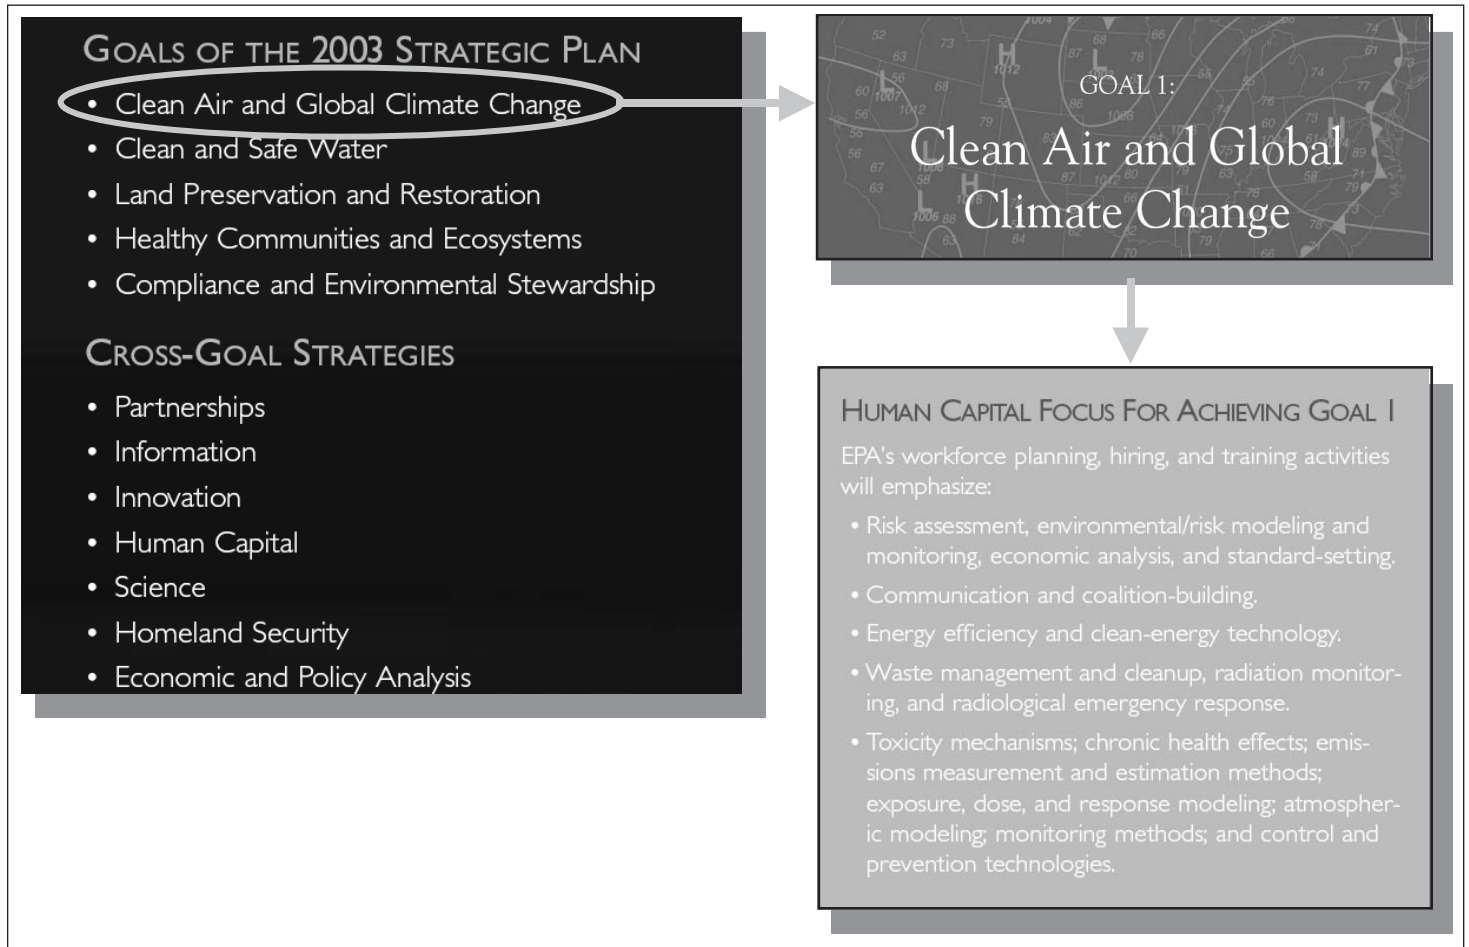 GOALS OF THE 2003 STRATEGIC PLAN
• Clean Air and Global Climate Change
• Clean and Safe Water
• Land Preservation and Restoration
• Healthy Communities and Ecosystems
• Compliance and Environmental Stewardship
CROSS-GOAL STRATEGIES
• Partnerships
• Information
• Innovation
• Human Capital
• Science
• Homeland Security
• Economic and Policy Analysis
GOAL 1:
Clean Air and Global
Climate Change
HUMAN CAPITAL FOCUS FOR ACHIEVING GOAL 1
EPA's workforce planning, hiring, and training activities
will emphasize:
• Risk assessment, environmental/risk modeling and
monitoring, economic analysis, and standard-setting.
• Communication and coalition-building.
• Energy efficiency and clean-energy technology.
• Waste management and cleanup, radiation monitor-
ing, and radiological emergency response.
• Toxicity mechanisms; chronic health effects; emis-
sions measurement and estimation methods;
exposure, dose, and response modeling; atmospher-
ic modeling; monitoring methods; and control and
prevention technologies.